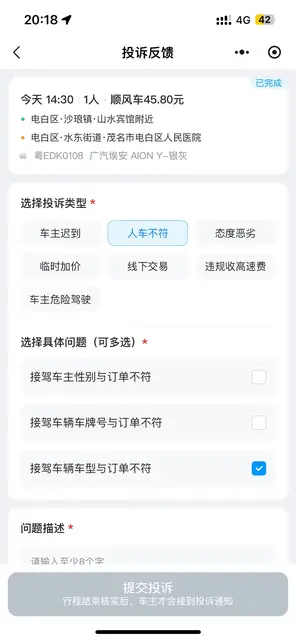 20:18 4G 42
投诉反馈
已完成
今天 14:30 1人 · 顺风车45.80元
电白区·沙琅镇·山水宾馆附近
电白区·水东街道·茂名市电白区人民医院
粤EDK0108 广汽埃安 AION Y-银灰
选择投诉类型 *
车主迟到 人车不符 态度恶劣
临时加价 线下交易 违规收高速费
车主危险驾驶
选择具体问题（可多选）*
接驾车主性别与订单不符
接驾车辆车牌号与订单不符
接驾车辆车型与订单不符
问题描述 *
请输入至少8个字
提交投诉
行程结束核实后，车主才会接到投诉通知